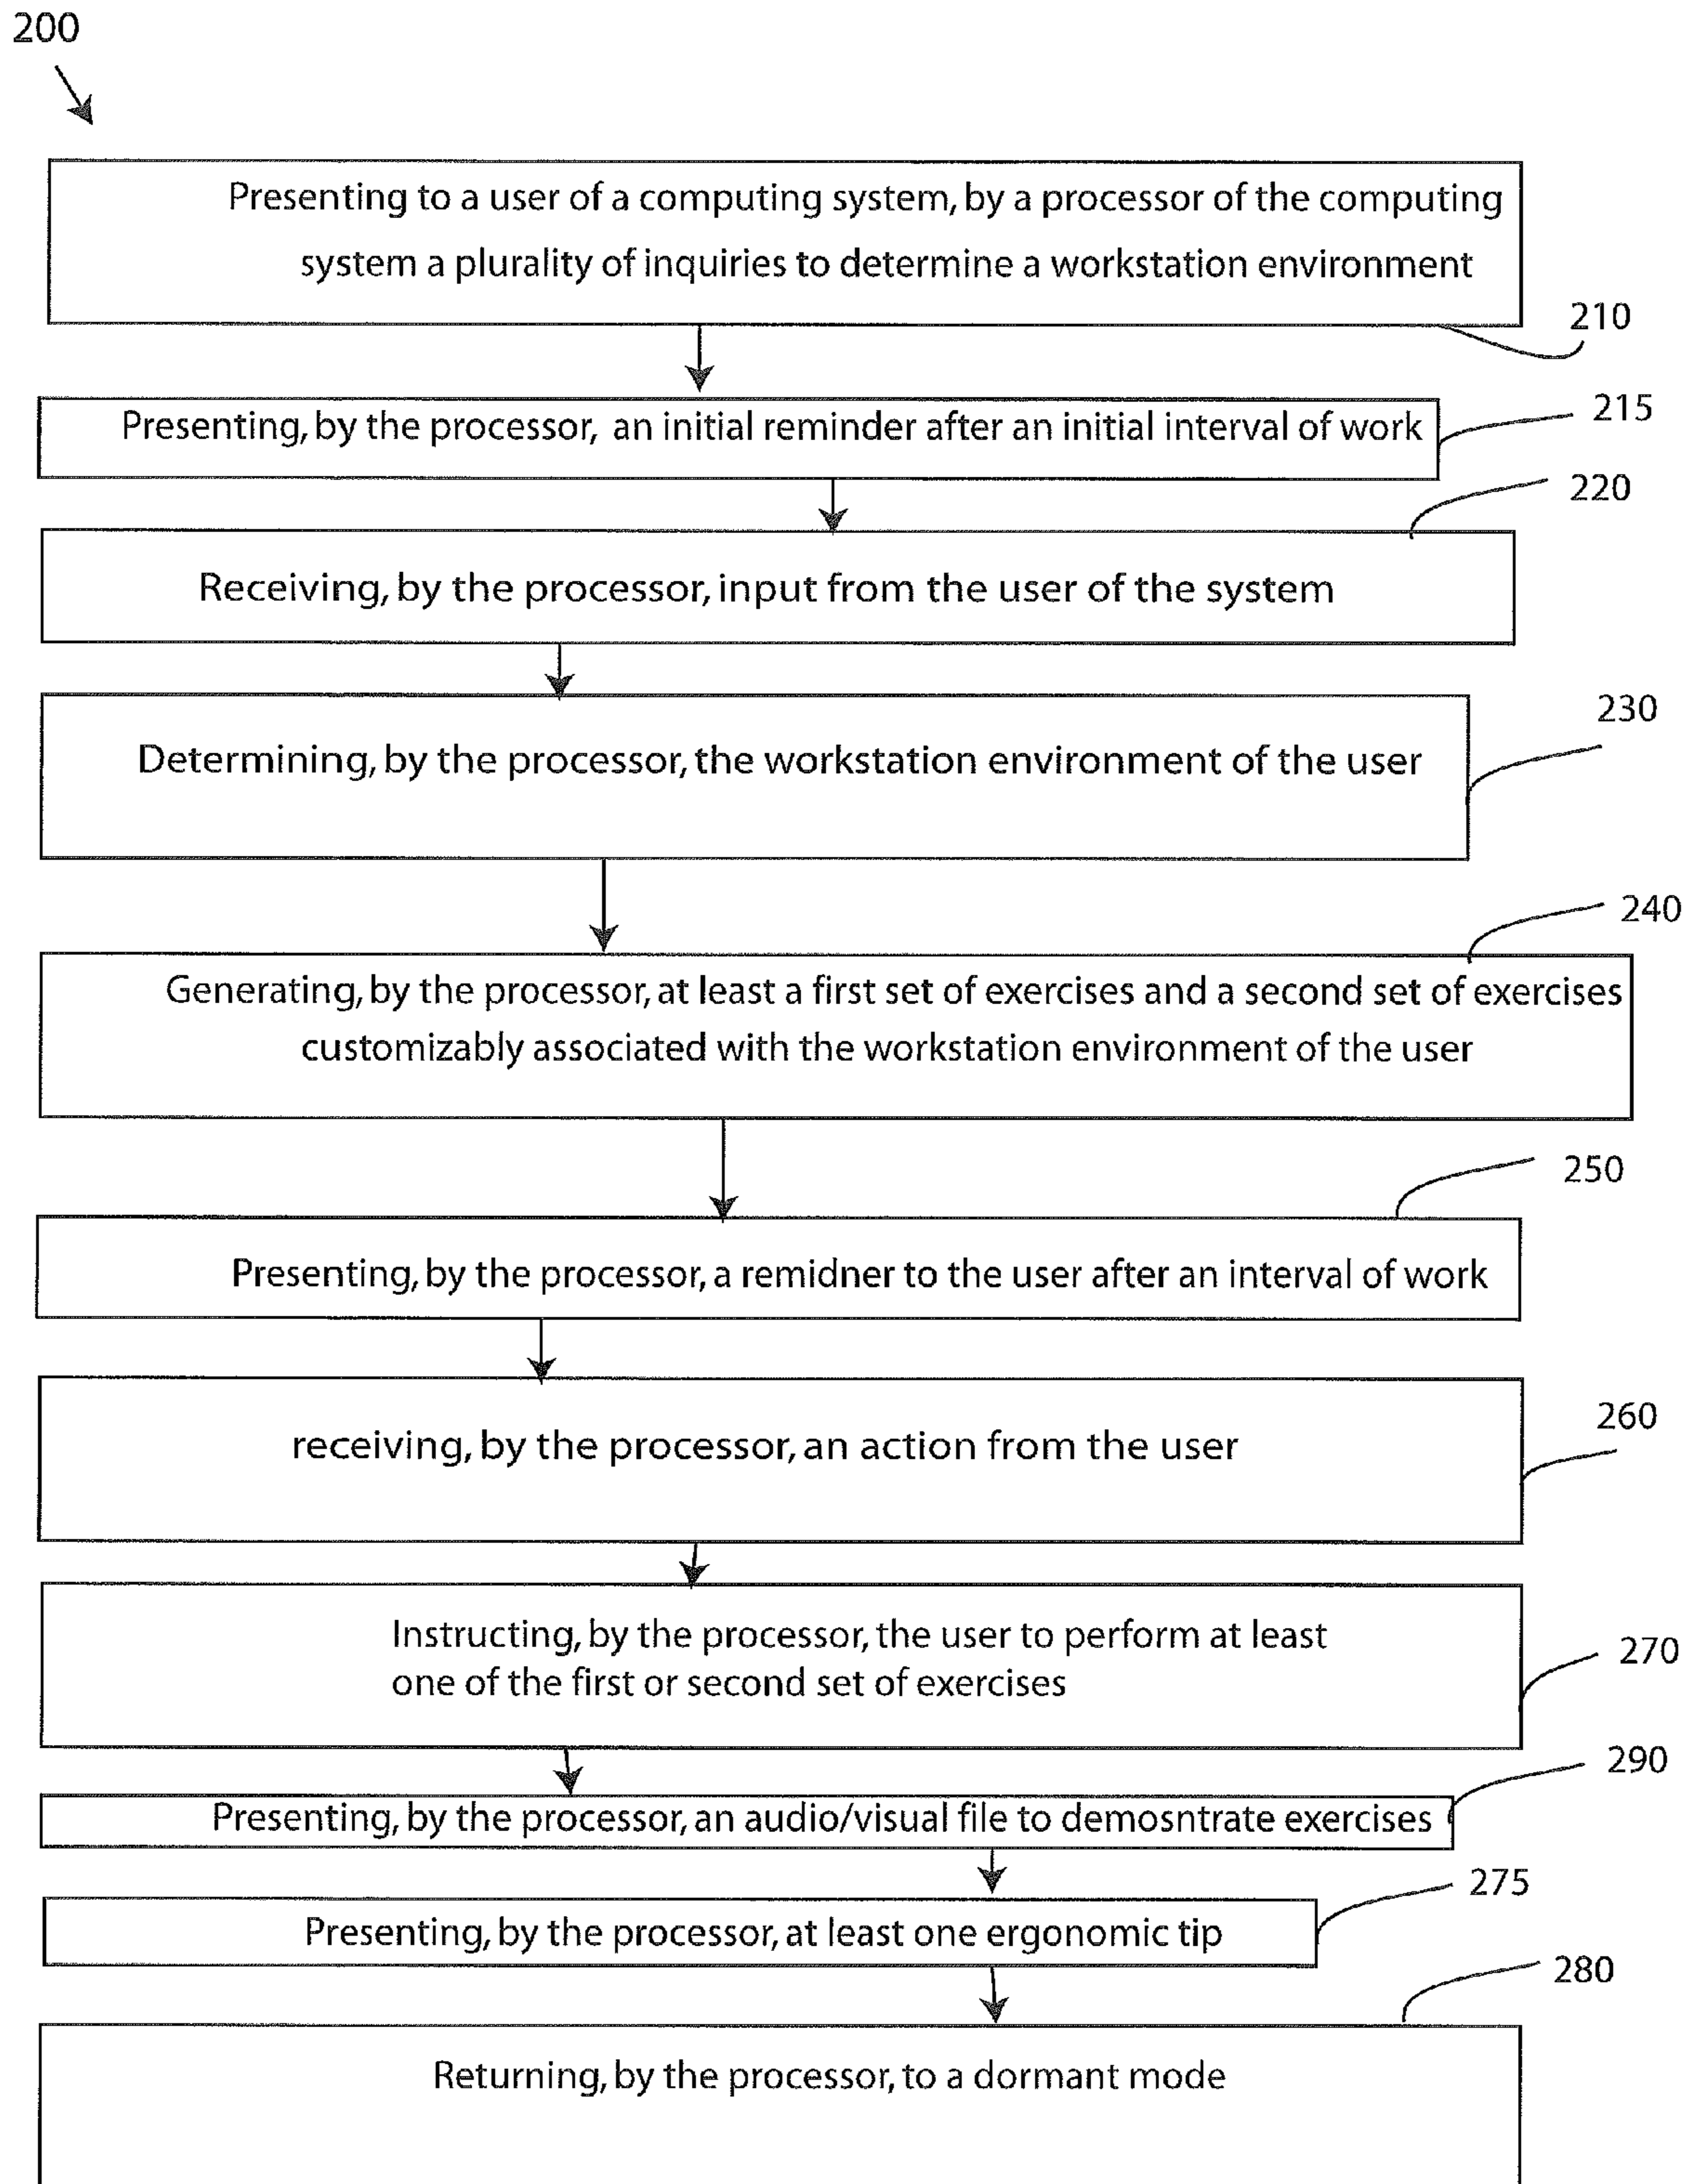 200
Presenting to a user of a computing system, by a processor of the computing
system a plurality of inquiries to determine a workstation environment
210
Presenting, by the processor, an initial reminder after an initial interval of work
215
220
Receiving, by the processor, input from the user of the system
230
Determining, by the processor, the workstation environment of the user
240
Generating, by the processor, at least a first set of exercises and a second set of exercises
customizably associated with the workstation environment of the user
250
Presenting, by the processor, a remidner to the user after an interval of work
260
receiving, by the processor, an action from the user
Instructing, by the processor, the user to perform at least
one of the first or second set of exercises
270
290
Presenting, by the processor, an audio/visual file to demosntrate exercises
275
Presenting, by the processor, at least one ergonomic tip
280
Returning, by the processor, to a dormant mode